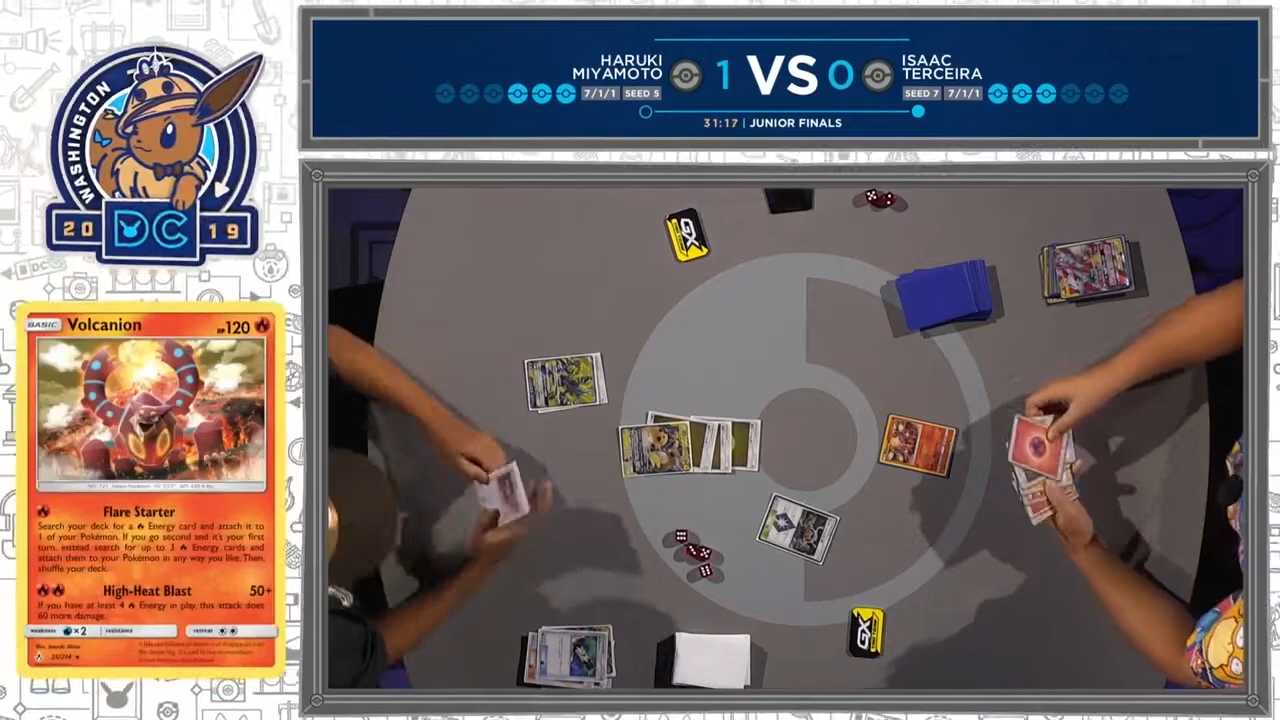 WASHINGTON
20 DC 19
HARUKI
MIYAMOTO
1 VS 0
ISAAC
TERCEIRA
7/1/1 SEED 5
SEED 7 7/1/1
31:17 | JUNIOR FINALS
BASIC Volcanion HP 120
Flare Starter
Search your deck for a Energy card and attach it to
1 of your Pokémon. If you go second and it's your first
turn, instead search for up to 3 Energy cards and
attach them to your Pokémon in any way you like. Then,
shuffle your deck.
High-Heat Blast 50+
If you have at least 4 Energy in play, this attack does
60 more damage.
weakness ×2 resistance retreat
25/214
GX
GX